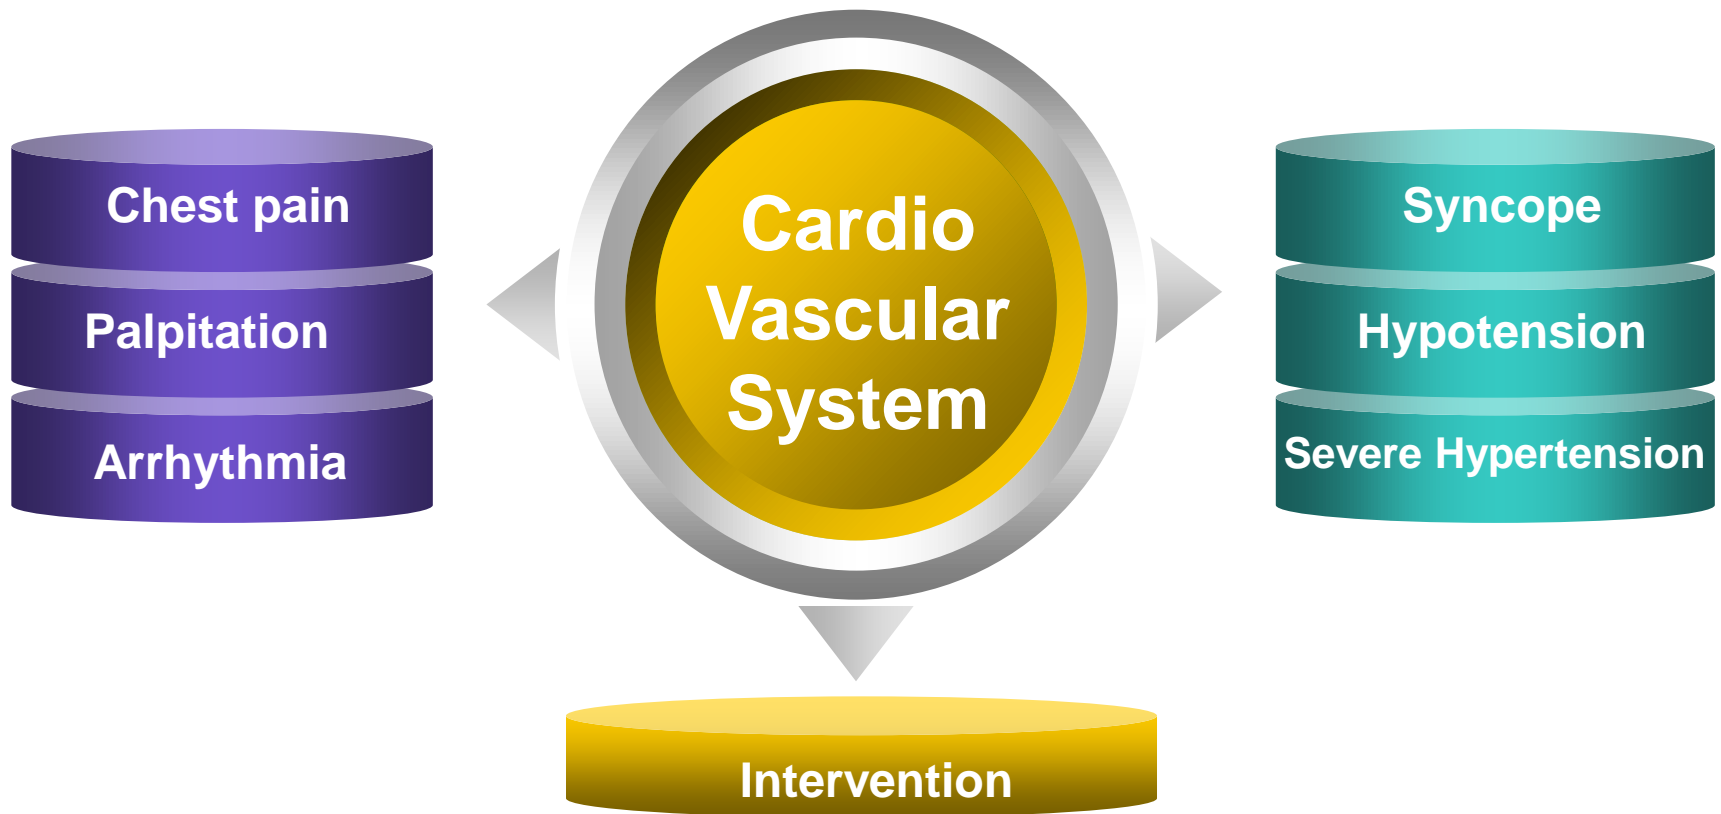 Chest pain
Palpitation
Arrhythmia
Cardio
Vascular
System
Syncope
Hypotension
Severe Hypertension
Intervention